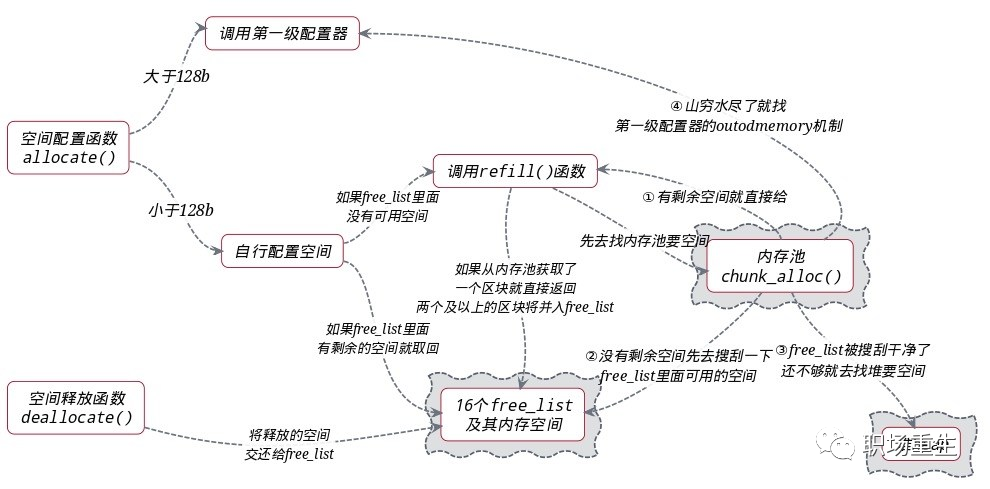 调用第一级配置器
大于128b
④山穷水尽了就找
第一级配置器的outodmemory机制
空间配置函数
allocate()
调用refill()函数
如果free_list里面
没有可用空间
①有剩余空间就直接给
小于128b
自行配置空间
先去找内存池要空间
内存池
chunk_alloc()
如果从内存池获取了
一个区块就直接返回
两个及以上的区块将并入free_list
如果free_list里面
有剩余的空间就取回
②没有剩余空间先去搜刮一下
free_list里面可用的空间
③free_list被搜刮干净了
还不够就去找堆要空间
空间释放函数
deallocate()
16个free_list
及其内存空间
将释放的空间
交还给free_list
职场重生